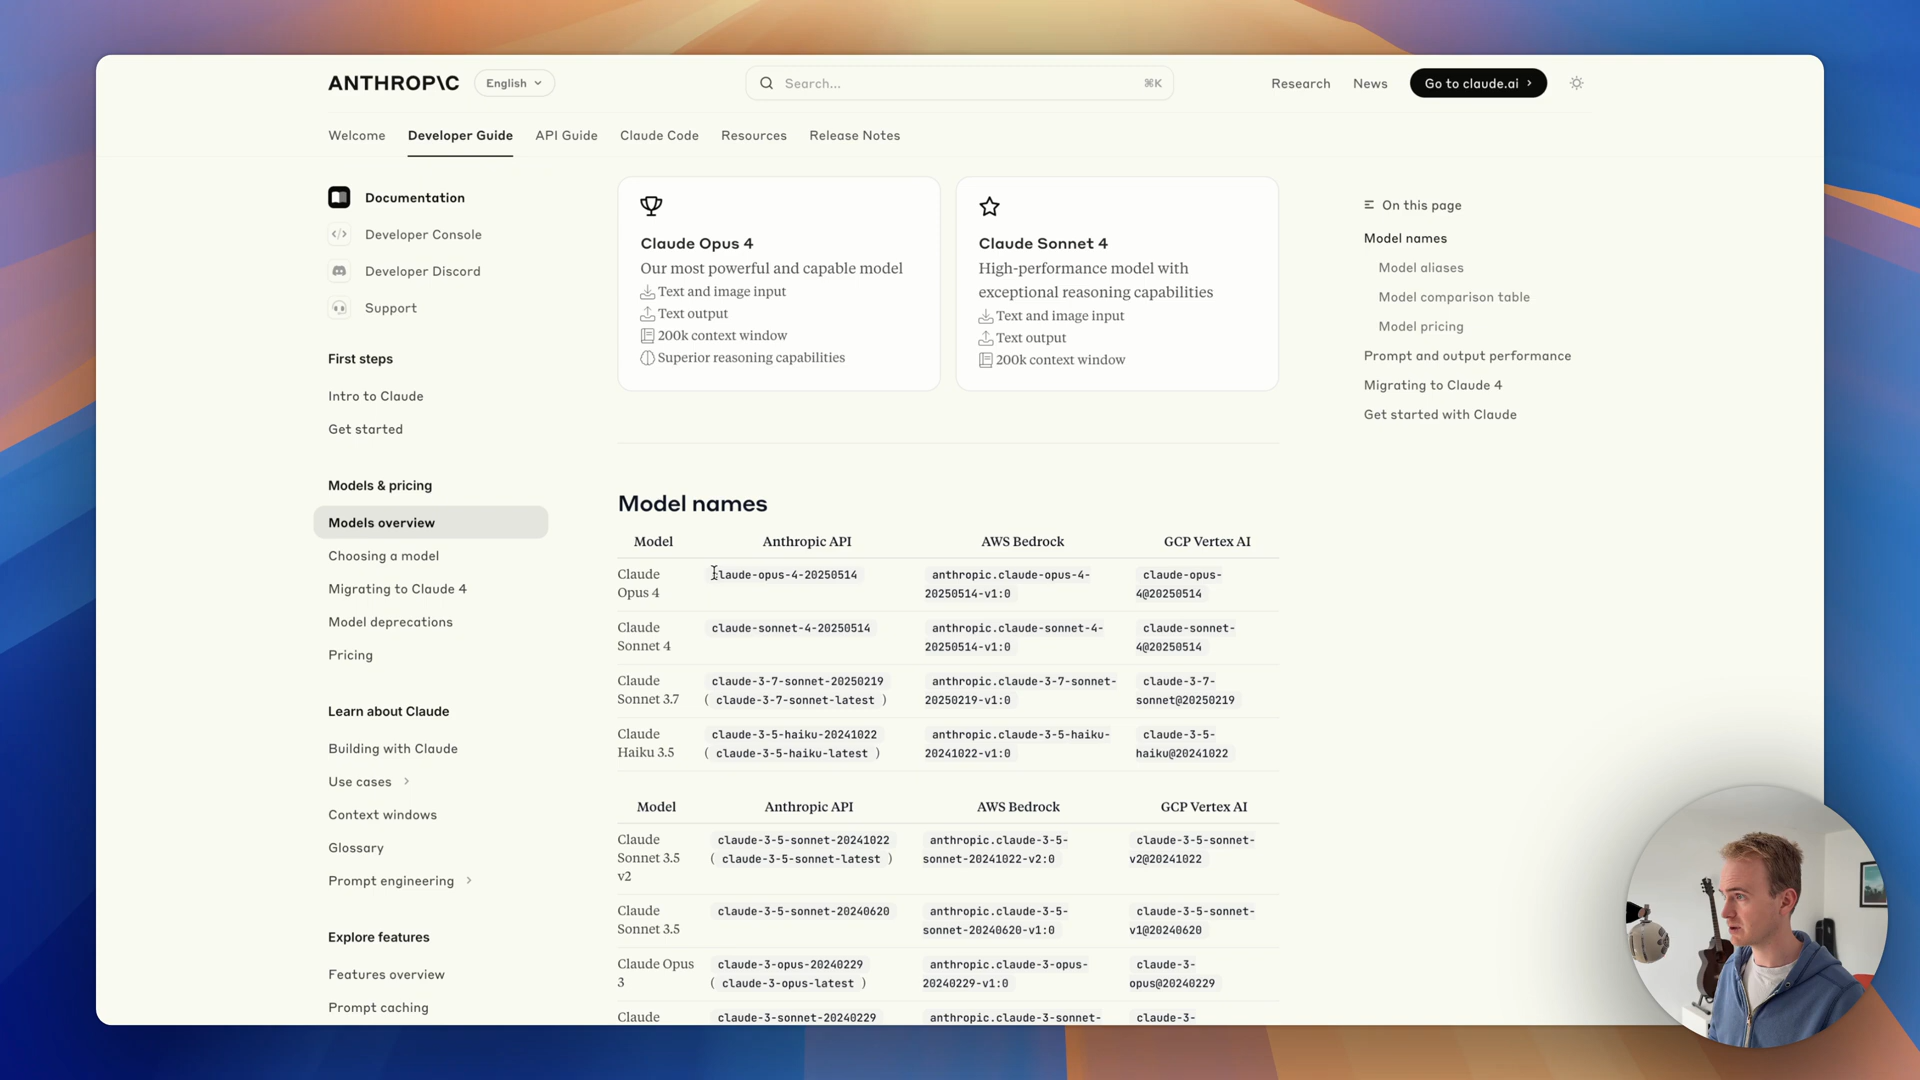 ANTHROP\C
English
Search...
⌘K
Research
News
Go to claude.ai
Welcome
Developer Guide
API Guide
Claude Code
Resources
Release Notes
Documentation
Developer Console
Developer Discord
Support
First steps
Intro to Claude
Get started
Models & pricing
Models overview
Choosing a model
Migrating to Claude 4
Model deprecations
Pricing
Learn about Claude
Building with Claude
Use cases
Context windows
Glossary
Prompt engineering
Explore features
Features overview
Prompt caching
Claude Opus 4
Our most powerful and capable model
Text and image input
Text output
200k context window
Superior reasoning capabilities
Claude Sonnet 4
High-performance model with
exceptional reasoning capabilities
Text and image input
Text output
200k context window
Model names
Model Anthropic API AWS Bedrock GCP Vertex AI
Claude claude-opus-4-20250514 anthropic.claude-opus-4- claude-opus-
Opus 4 20250514-v1:0 4@20250514
Claude claude-sonnet-4-20250514 anthropic.claude-sonnet-4- claude-sonnet-
Sonnet 4 20250514-v1:0 4@20250514
Claude claude-3-7-sonnet-20250219 anthropic.claude-3-7-sonnet- claude-3-7-
Sonnet 3.7 ( claude-3-7-sonnet-latest ) 20250219-v1:0 sonnet@20250219
Claude claude-3-5-haiku-20241022 anthropic.claude-3-5-haiku- claude-3-5-
Haiku 3.5 ( claude-3-5-haiku-latest ) 20241022-v1:0 haiku@20241022
Model Anthropic API AWS Bedrock GCP Vertex AI
Claude claude-3-5-sonnet-20241022 anthropic.claude-3-5- claude-3-5-sonnet-
Sonnet 3.5 ( claude-3-5-sonnet-latest ) sonnet-20241022-v2:0 v2@20241022
v2
Claude claude-3-5-sonnet-20240620 anthropic.claude-3-5- claude-3-5-sonnet-
Sonnet 3.5 sonnet-20240620-v1:0 v1@20240620
Claude Opus claude-3-opus-20240229 anthropic.claude-3-opus- claude-3-
3 ( claude-3-opus-latest ) 20240229-v1:0 opus@20240229
Claude claude-3-sonnet-20240229 anthropic.claude-3-sonnet- claude-3-
On this page
Model names
Model aliases
Model comparison table
Model pricing
Prompt and output performance
Migrating to Claude 4
Get started with Claude